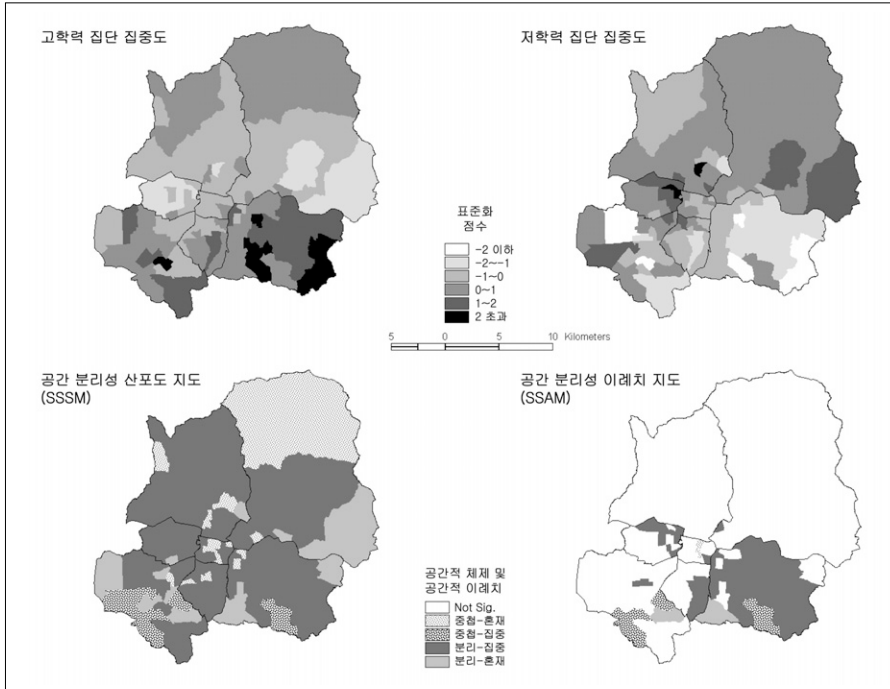 고학력 집단 집중도
저학력 집단 집중도
표준화
점수
-2 이하
-2~-1
-1~0
0~1
1~2
2 초과
5 0 5 10 Kilometers
공간 분리성 산포도 지도
(SSSM)
공간 분리성 이례치 지도
(SSAM)
공간적 체제 및
공간적 이례치
Not Sig.
중첩-혼재
중첩-집중
분리-집중
분리-혼재